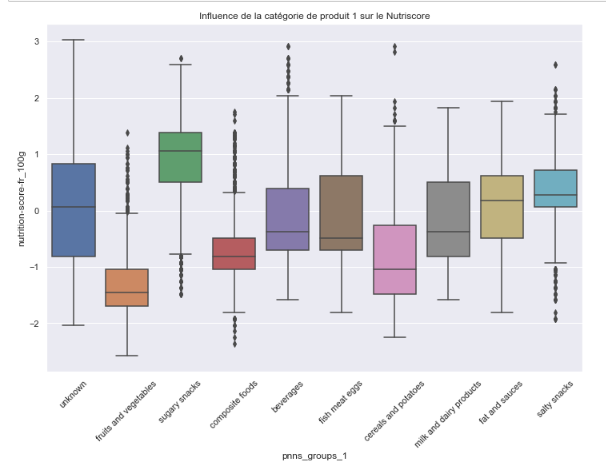 Influence de la catégorie de produit 1 sur le Nutriscore
nutrition-score-fr_100g
3
2
1
0
−1
−2
unknown
fruits and vegetables
sugary snacks
composite foods
beverages
fish meat eggs
cereals and potatoes
milk and dairy products
fat and sauces
salty snacks
pnns_groups_1